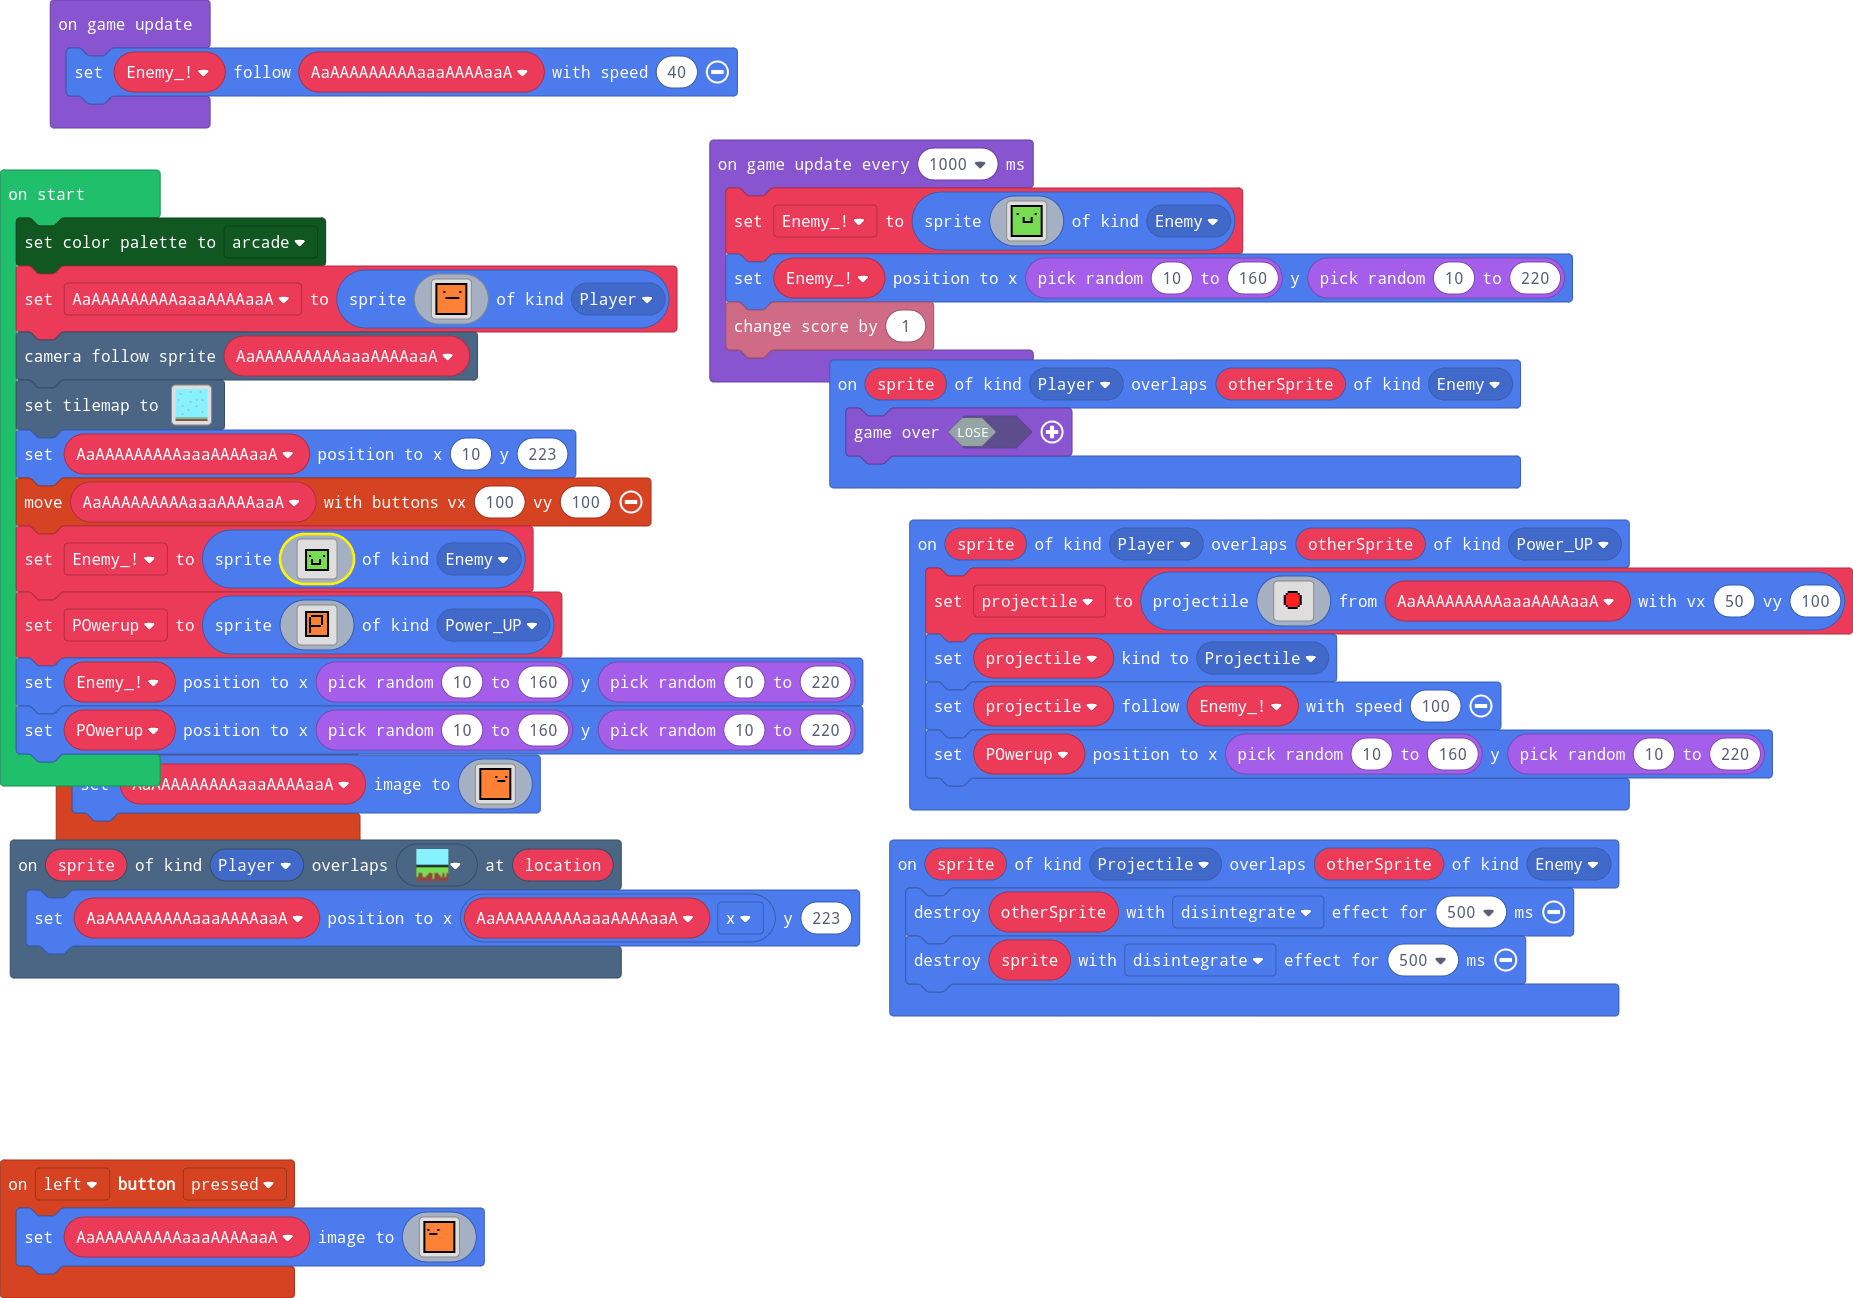 on game update
set Enemy_! follow AaAAAAAAAAAaaaAAAAaaA with speed 40
on start
set color palette to arcade
set AaAAAAAAAAAaaaAAAAaaA to sprite of kind Player
camera follow sprite AaAAAAAAAAAaaaAAAAaaA
set tilemap to
set AaAAAAAAAAAaaaAAAAaaA position to x 10 y 223
move AaAAAAAAAAAaaaAAAAaaA with buttons vx 100 vy 100
set Enemy_! to sprite of kind Enemy
set POwerup to sprite of kind Power_UP
set Enemy_! position to x pick random 10 to 160 y pick random 10 to 220
set POwerup position to x pick random 10 to 160 y pick random 10 to 220
set AaAAAAAAAAAaaaAAAAaaA image to
on sprite of kind Player overlaps at location
set AaAAAAAAAAAaaaAAAAaaA position to x AaAAAAAAAAAaaaAAAAaaA x y 223
on left button pressed
set AaAAAAAAAAAaaaAAAAaaA image to
on game update every 1000 ms
set Enemy_! to sprite of kind Enemy
set Enemy_! position to x pick random 10 to 160 y pick random 10 to 220
change score by 1
on sprite of kind Player overlaps otherSprite of kind Enemy
game over LOSE
on sprite of kind Player overlaps otherSprite of kind Power_UP
set projectile to projectile from AaAAAAAAAAAaaaAAAAaaA with vx 50 vy 100
set projectile kind to Projectile
set projectile follow Enemy_! with speed 100
set POwerup position to x pick random 10 to 160 y pick random 10 to 220
on sprite of kind Projectile overlaps otherSprite of kind Enemy
destroy otherSprite with disintegrate effect for 500 ms
destroy sprite with disintegrate effect for 500 ms